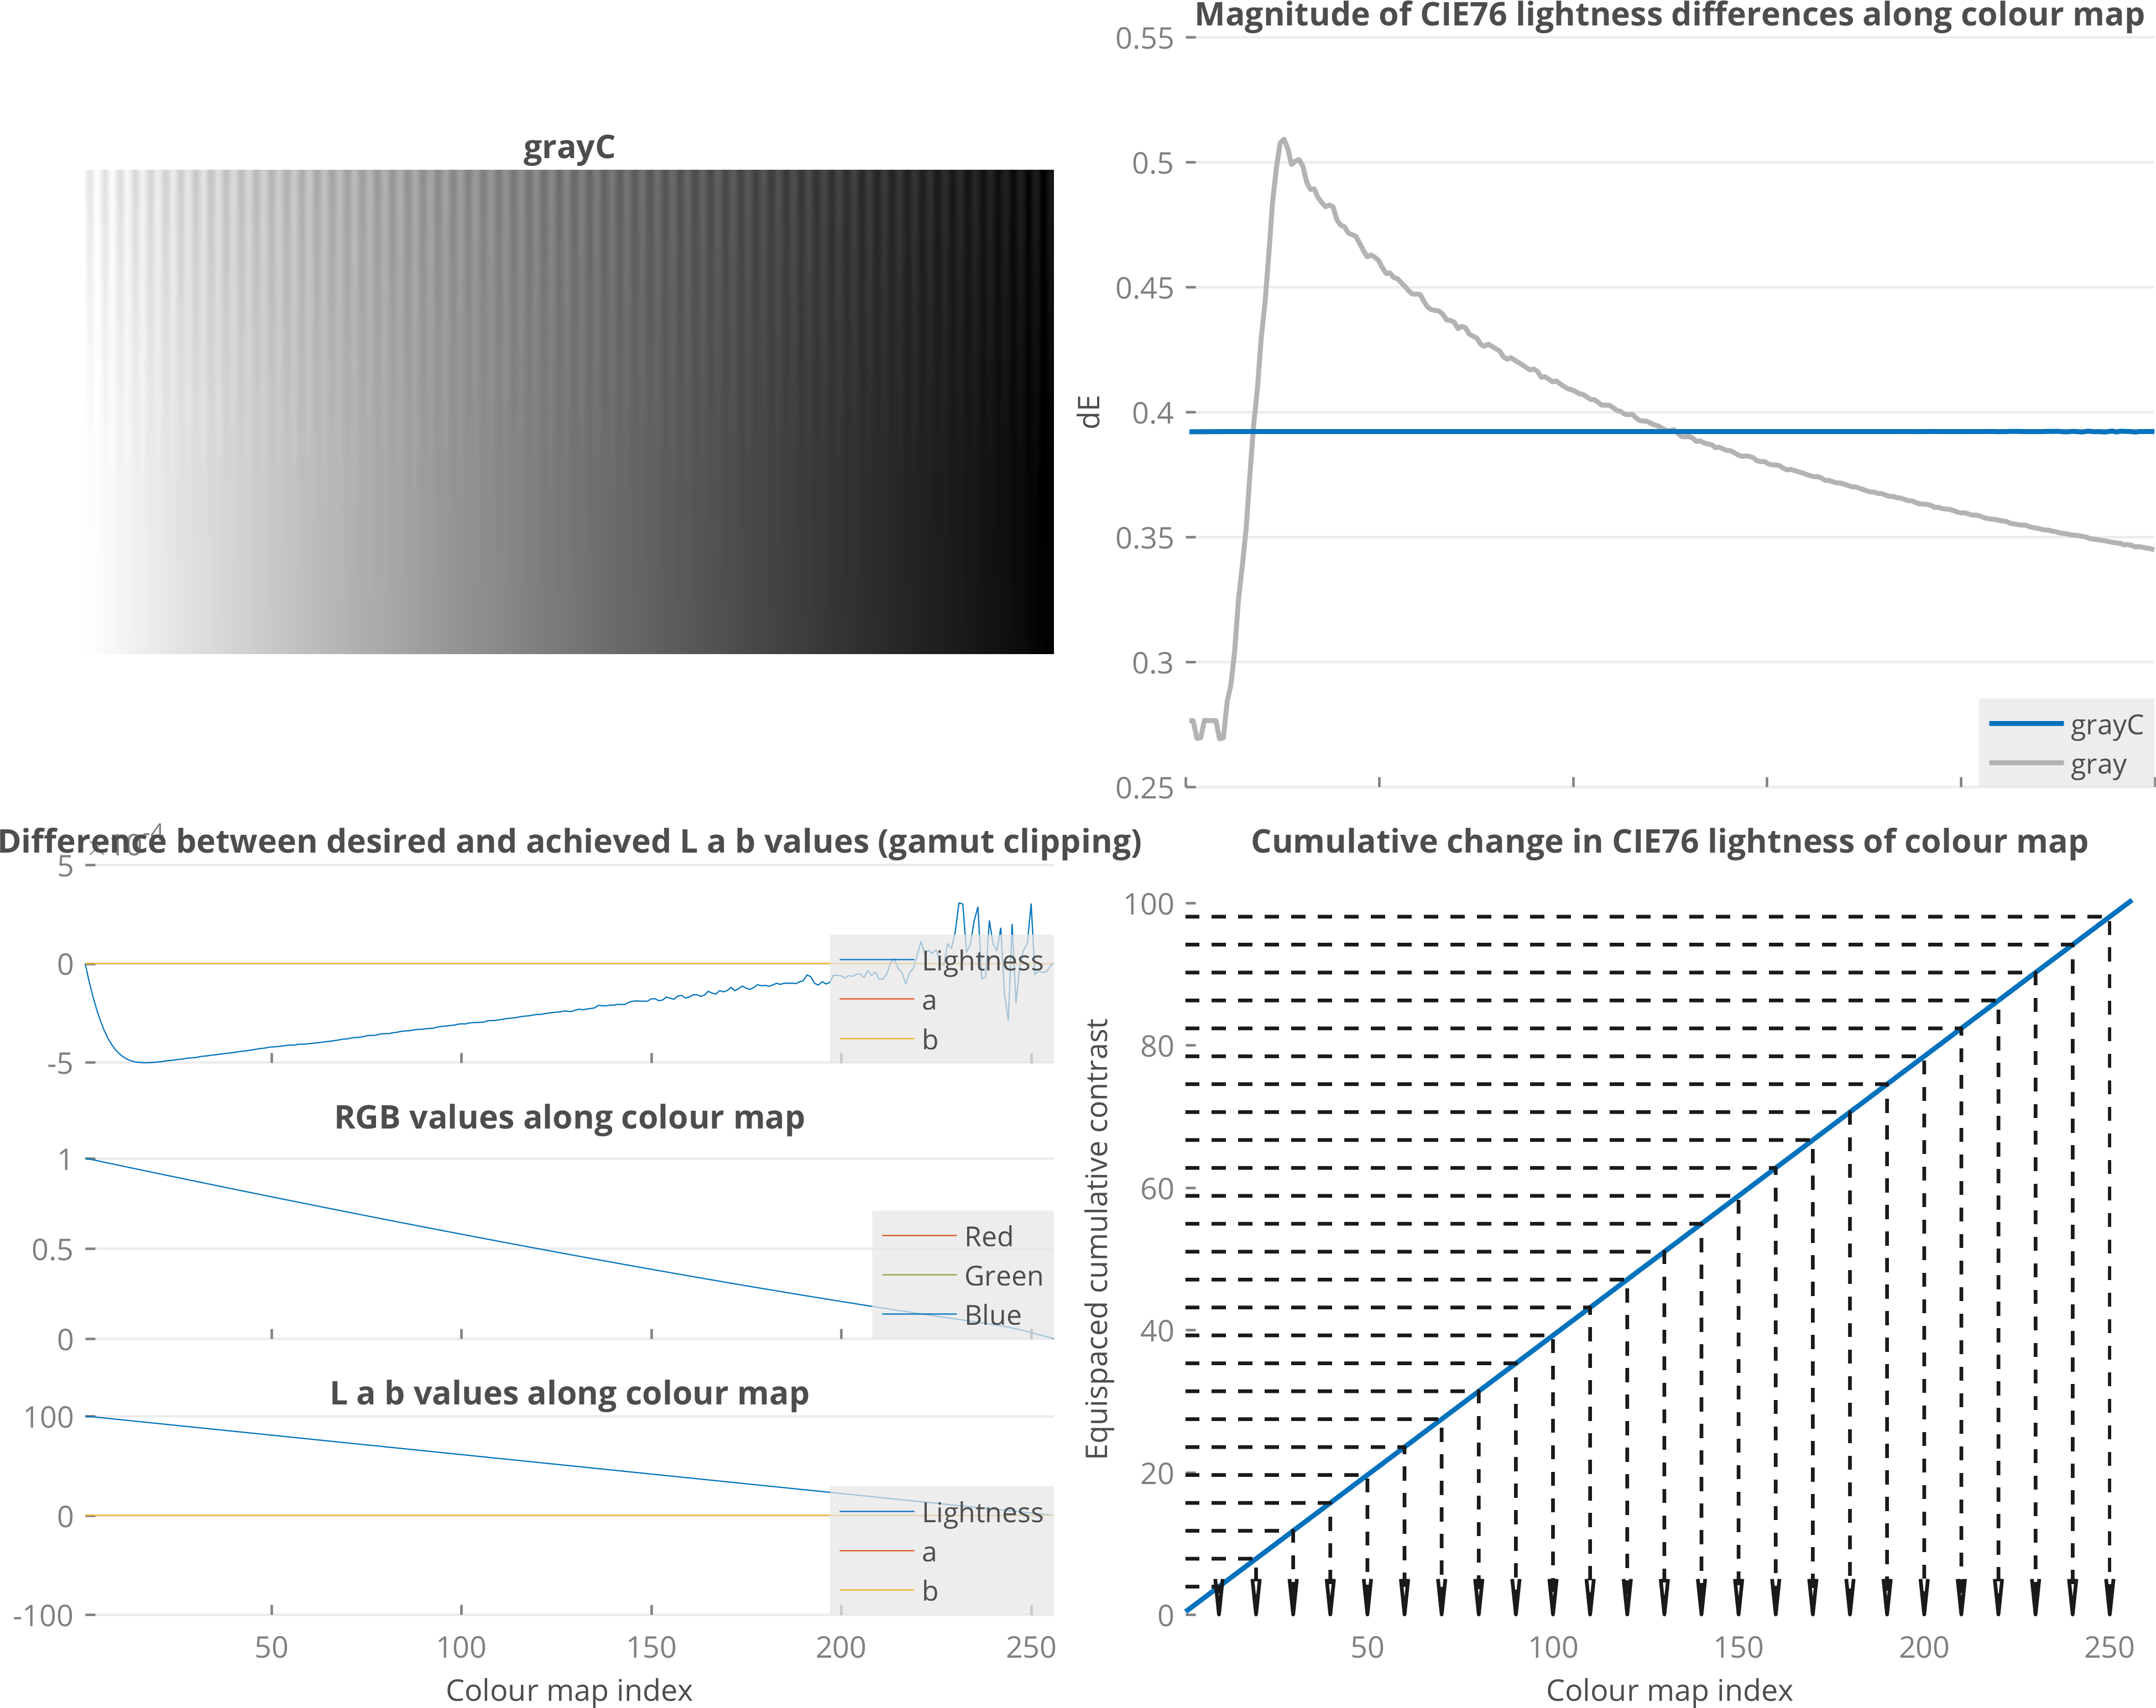 grayC
Magnitude of CIE76 lightness differences along colour map
0.55
0.5
0.45
0.4
0.35
0.3
0.25
dE
grayC
gray
Difference between desired and achieved L a b values (gamut clipping)
× 10-4
5
0
-5
Lightness
a
b
RGB values along colour map
1
0.5
0
Red
Green
Blue
L a b values along colour map
100
0
-100
Lightness
a
b
50 100 150 200 250
Colour map index
Cumulative change in CIE76 lightness of colour map
100
80
60
40
20
0
Equispaced cumulative contrast
50 100 150 200 250
Colour map index